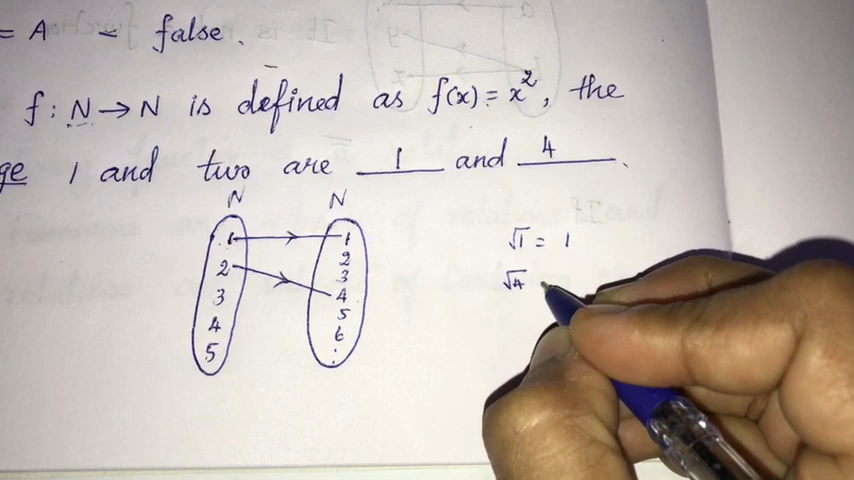 = A – false.
f : N → N is defined as f(x) = x², the
ge 1 and two are 1 and 4.
N N
1 1
2 2
3 3
4 4
5 5
6
:
√1 = 1
√4